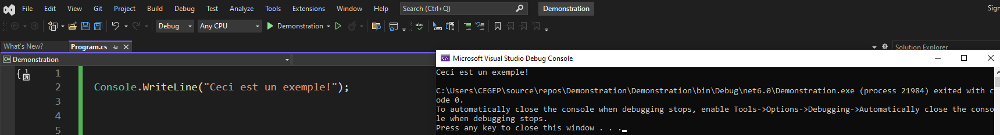 File Edit View Git Project Build Debug Test Analyze Tools Extensions Window Help Search (Ctrl+Q) Demonstration Sign
Debug Any CPU Demonstration abc
What's New? Program.cs Solution Explorer
C# Demonstration
C:\ Microsoft Visual Studio Debug Console
1
2 Console.WriteLine("Ceci est un exemple!");
3
4
5
Ceci est un exemple!
C:\Users\CEGEP\source\repos\Demonstration\Demonstration\bin\Debug\net6.0\Demonstration.exe (process 21984) exited with c
ode 0.
To automatically close the console when debugging stops, enable Tools->Options->Debugging->Automatically close the conso
le when debugging stops.
Press any key to close this window . . .